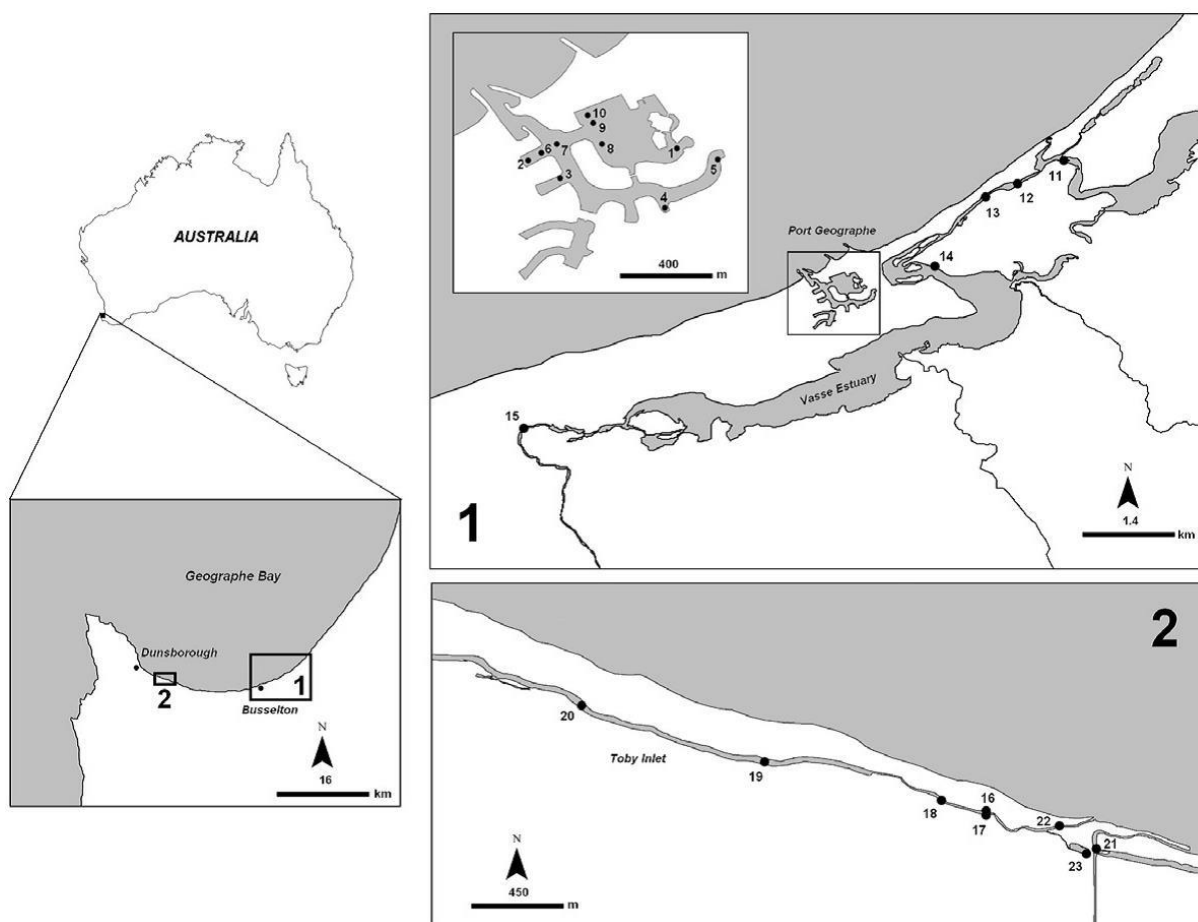 AUSTRALIA
Geographe Bay
Dunsborough
2
1
Busselton
N
16
km
10
9
6
7
2
8
1
5
3
4
400
m
Port Geographe
11
12
13
14
Vasse Estuary
15
1
N
1.4
km
2
20
Toby Inlet
19
18
16
17
22
21
23
N
450
m